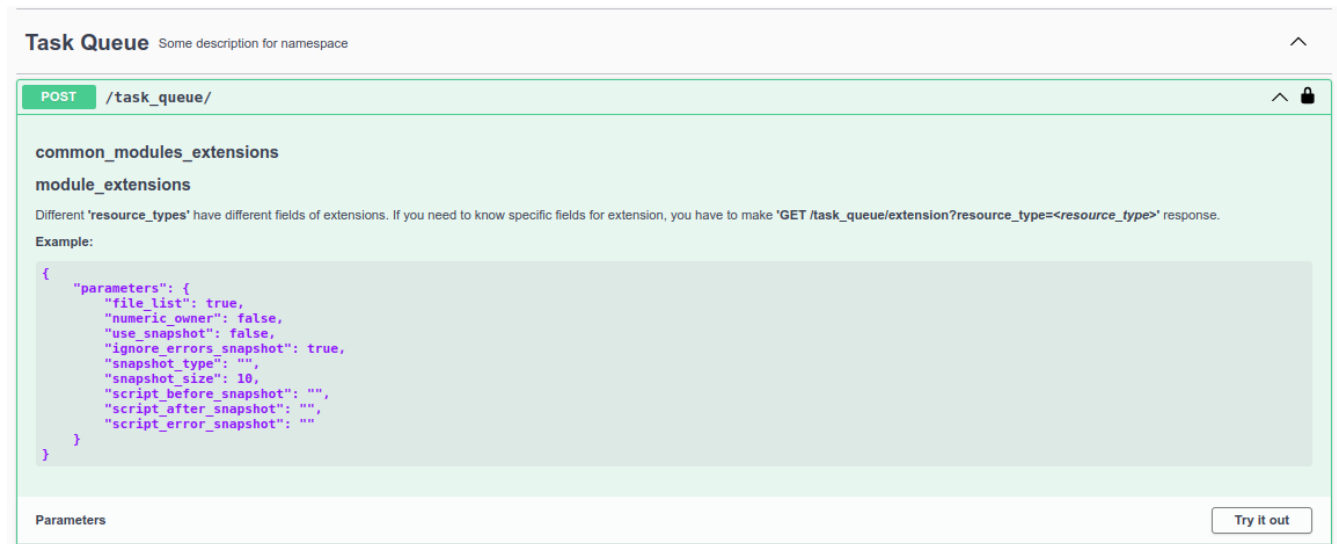 Task Queue Some description for namespace
POST /task_queue/
common_modules_extensions
module_extensions
Different 'resource_types' have different fields of extensions. If you need to know specific fields for extension, you have to make 'GET /task_queue/extension?resource_type=<resource_type>' response.
Example:
{
    "parameters": {
        "file_list": true,
        "numeric_owner": false,
        "use_snapshot": false,
        "ignore_errors_snapshot": true,
        "snapshot_type": "",
        "snapshot_size": 10,
        "script_before_snapshot": "",
        "script_after_snapshot": "",
        "script_error_snapshot": ""
    }
}
Parameters Try it out